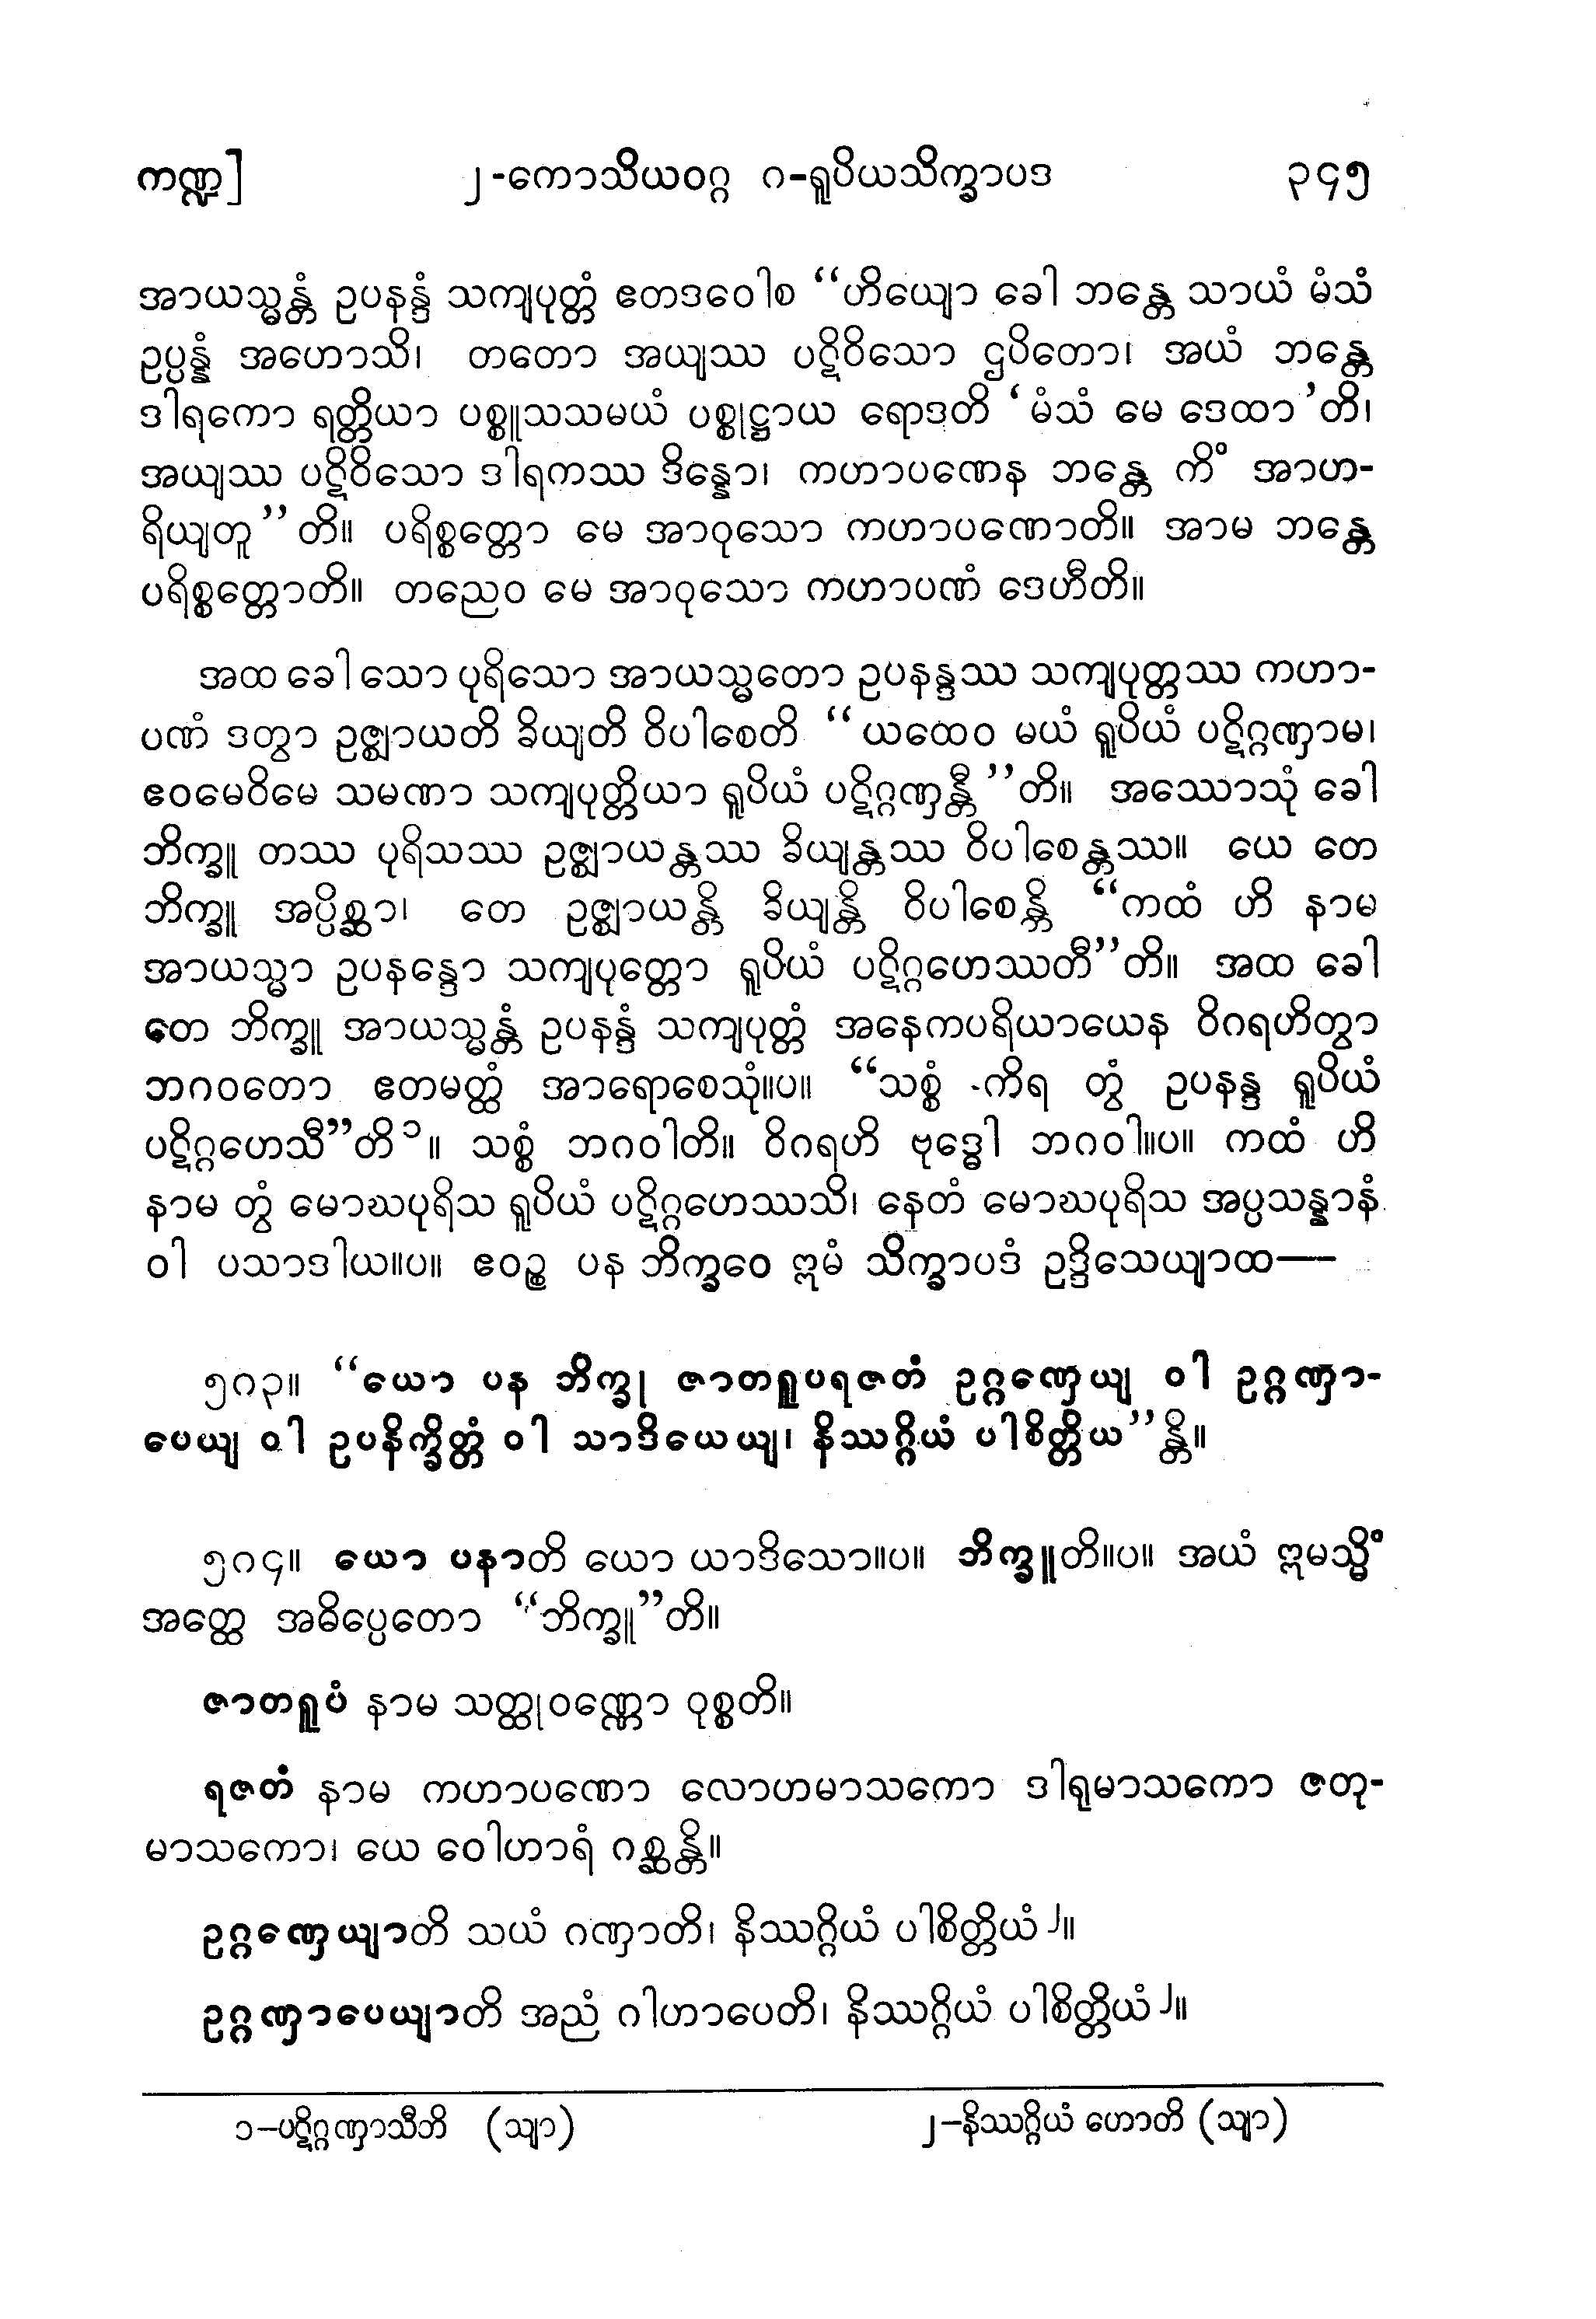 ကဏ္ဍ] ၂-ကောသိယဝဂ္ဂ ဂ-ရူပိယသိက္ခာပဒ ၃၄၅
အာယသ္မန္တံ ဥပနန္ဒံ သကျပုတ္တံ ဧတဒဝေါစ “ဟိယျော ခေါ ဘန္တေ သာယံ မံသံ
ဥပ္ပန္နံ အဟောသိ၊ တတော အယျဿ ပဋိဝိသော ဌပိတော၊ အယံ ဘန္တေ
ဒါရကော ရတ္တိယာ ပစ္စူသသမယံ ပစ္စုဋ္ဌာယ ရောဒတိ ‘မံသံ မေ ဒေထာ’တိ၊
အယျဿ ပဋိဝိသော ဒါရကဿ ဒိန္နော၊ ကဟာပဏေန ဘန္တေ ကိံ အာဟ-
ရိယျတူ”တိ။ ပရိစ္စတ္တော မေ အာဝုသော ကဟာပဏောတိ။ အာမ ဘန္တေ
ပရိစ္စတ္တောတိ။ တညေဝ မေ အာဝုသော ကဟာပဏံ ဒေဟီတိ။
အထ ခေါ သော ပုရိသော အာယသ္မတော ဥပနန္ဒဿ သကျပုတ္တဿ ကဟာ-
ပဏံ ဒတွာ ဥဇ္ဈာယတိ ခိယျတိ ဝိပါစေတိ “ယထေဝ မယံ ရူပိယံ ပဋိဂ္ဂဏှာမ၊
ဧဝမေဝိမေ သမဏာ သကျပုတ္တိယာ ရူပိယံ ပဋိဂ္ဂဏှန္တီ”တိ။ အဿောသုံ ခေါ
ဘိက္ခူ တဿ ပုရိသဿ ဥဇ္ဈာယန္တဿ ခိယျန္တဿ ဝိပါစေန္တဿ။ ယေ တေ
ဘိက္ခူ အပ္ပိစ္ဆာ၊ တေ ဥဇ္ဈာယန္တိ ခိယျန္တိ ဝိပါစေန္တိ “ကထံ ဟိ နာမ
အာယသ္မာ ဥပနန္ဒော သကျပုတ္တော ရူပိယံ ပဋိဂ္ဂဟေဿတီ”တိ။ အထ ခေါ
တေ ဘိက္ခူ အာယသ္မန္တံ ဥပနန္ဒံ သကျပုတ္တံ အနေကပရိယာယေန ဝိဂရဟိတွာ
ဘဂဝတော ဧတမတ္ထံ အာရောစေသုံ။ပ။ “သစ္စံ ကိရ တွံ ဥပနန္ဒ ရူပိယံ
ပဋိဂ္ဂဟေသီ”တိ၁။ သစ္စံ ဘဂဝါတိ။ ဝိဂရဟိ ဗုဒ္ဓေါ ဘဂဝါ။ပ။ ကထံ ဟိ
နာမ တွံ မောဃပုရိသ ရူပိယံ ပဋိဂ္ဂဟေဿသိ၊ နေတံ မောဃပုရိသ အပ္ပသန္နာနံ
ဝါ ပသာဒါယ။ပ။ ဧဝဉ္စ ပန ဘိက္ခဝေ ဣမံ သိက္ခာပဒံ ဥဒ္ဒိသေယျာထ—
၅၈၃။ “ယော ပန ဘိက္ခု ဇာတရူပရဇတံ ဥဂ္ဂဏှေယျ ဝါ ဥဂ္ဂဏှာ-
ပေယျ ဝါ ဥပနိက္ခိတ္တံ ဝါ သာဒိယေယျ၊ နိဿဂ္ဂိယံ ပါစိတ္တိယ”န္တိ။
၅၈၄။ ယော ပနာတိ ယော ယာဒိသော။ပ။ ဘိက္ခူတိ။ပ။ အယံ ဣမသ္မိံ
အတ္ထေ အဓိပ္ပေတော “ဘိက္ခူ”တိ။
ဇာတရူပံ နာမ သတ္ထုဝဏ္ဏော ဝုစ္စတိ။
ရဇတံ နာမ ကဟာပဏော လောဟမာသကော ဒါရုမာသကော ဇတု-
မာသကော၊ ယေ ဝေါဟာရံ ဂစ္ဆန္တိ။
ဥဂ္ဂဏှေယျာတိ သယံ ဂဏှာတိ၊ နိဿဂ္ဂိယံ ပါစိတ္တိယံ၂။
ဥဂ္ဂဏှာပေယျာတိ အညံ ဂါဟာပေတိ၊ နိဿဂ္ဂိယံ ပါစိတ္တိယံ၂။
၁–ပဋိဂ္ဂဏှာသီဘိ (သျာ) ၂–နိဿဂ္ဂိယံ ဟောတိ (သျာ)